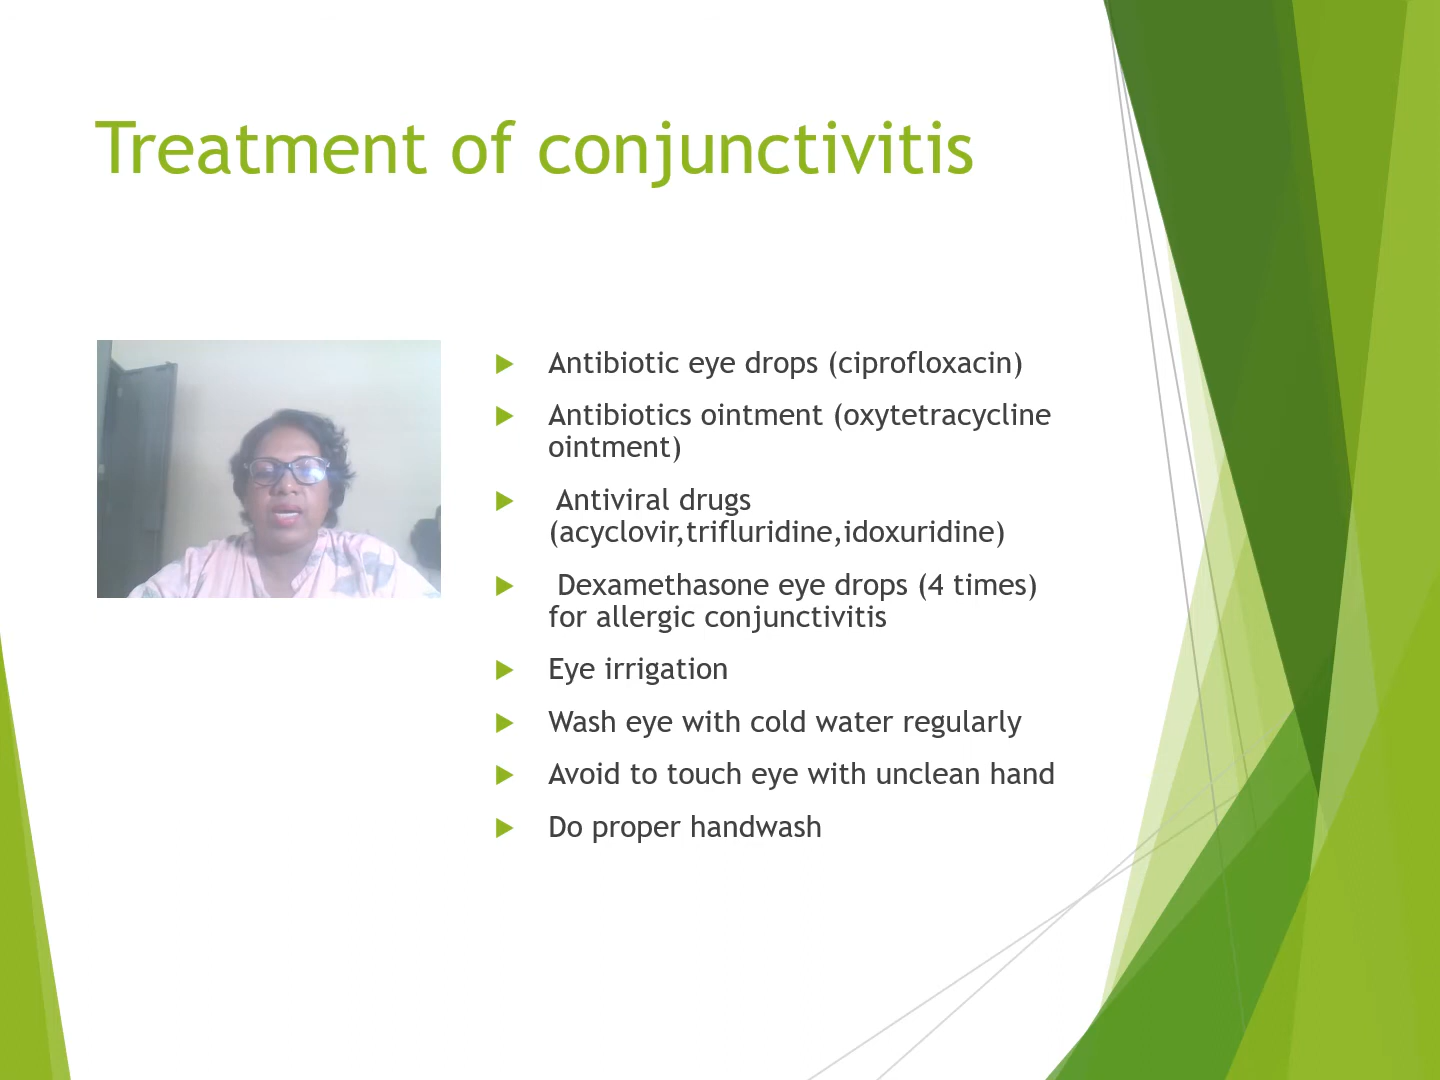 Treatment of conjunctivitis
Antibiotic eye drops (ciprofloxacin)
Antibiotics ointment (oxytetracycline
ointment)
Antiviral drugs
(acyclovir,trifluridine,idoxuridine)
Dexamethasone eye drops (4 times)
for allergic conjunctivitis
Eye irrigation
Wash eye with cold water regularly
Avoid to touch eye with unclean hand
Do proper handwash